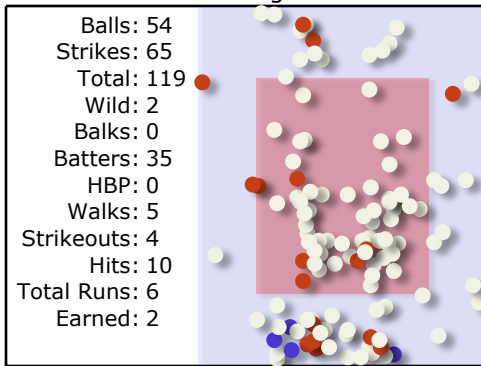 Balls: 54
Strikes: 65
Total: 119
Wild: 2
Balks: 0
Batters: 35
HBP: 0
Walks: 5
Strikeouts: 4
Hits: 10
Total Runs: 6
Earned: 2